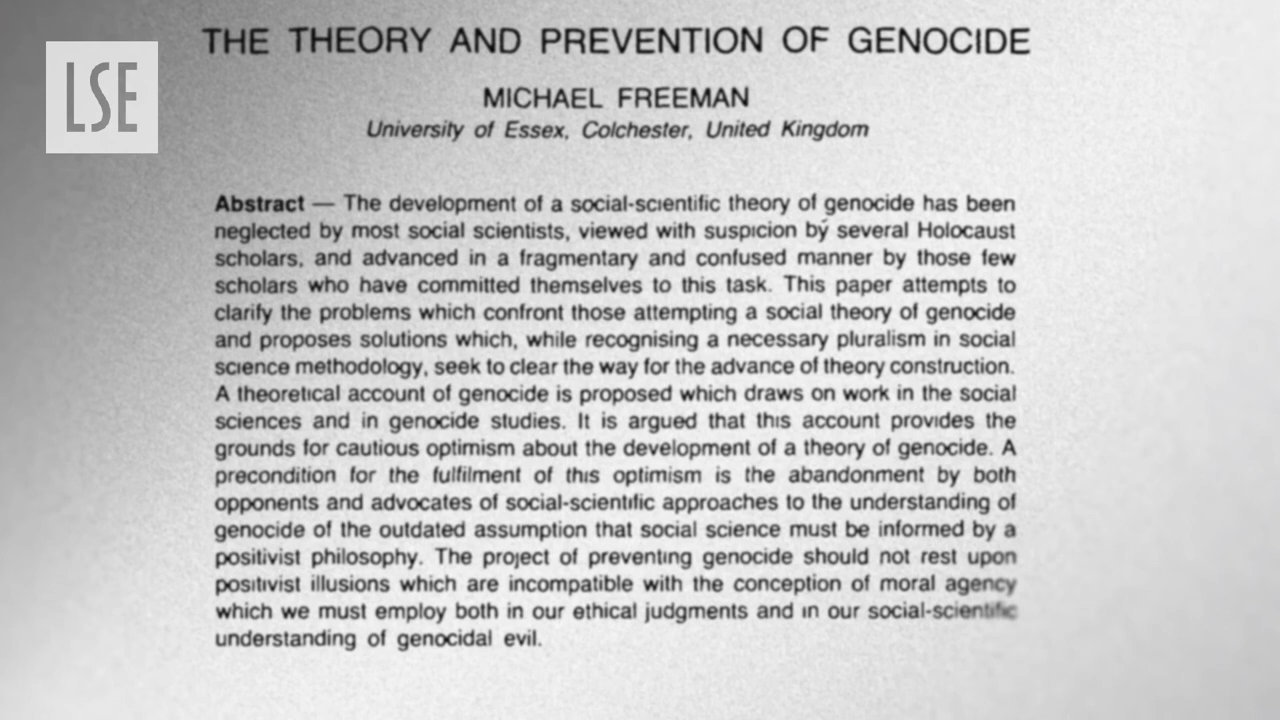 LSE
THE THEORY AND PREVENTION OF GENOCIDE
MICHAEL FREEMAN
University of Essex, Colchester, United Kingdom
Abstract — The development of a social-scientific theory of genocide has been
neglected by most social scientists, viewed with suspicion by several Holocaust
scholars, and advanced in a fragmentary and confused manner by those few
scholars who have committed themselves to this task. This paper attempts to
clarify the problems which confront those attempting a social theory of genocide
and proposes solutions which, while recognising a necessary pluralism in social
science methodology, seek to clear the way for the advance of theory construction.
A theoretical account of genocide is proposed which draws on work in the social
sciences and in genocide studies. It is argued that this account provides the
grounds for cautious optimism about the development of a theory of genocide. A
precondition for the fulfilment of this optimism is the abandonment by both
opponents and advocates of social-scientific approaches to the understanding of
genocide of the outdated assumption that social science must be informed by a
positivist philosophy. The project of preventing genocide should not rest upon
positivist illusions which are incompatible with the conception of moral agency
which we must employ both in our ethical judgments and in our social-scientific
understanding of genocidal evil.